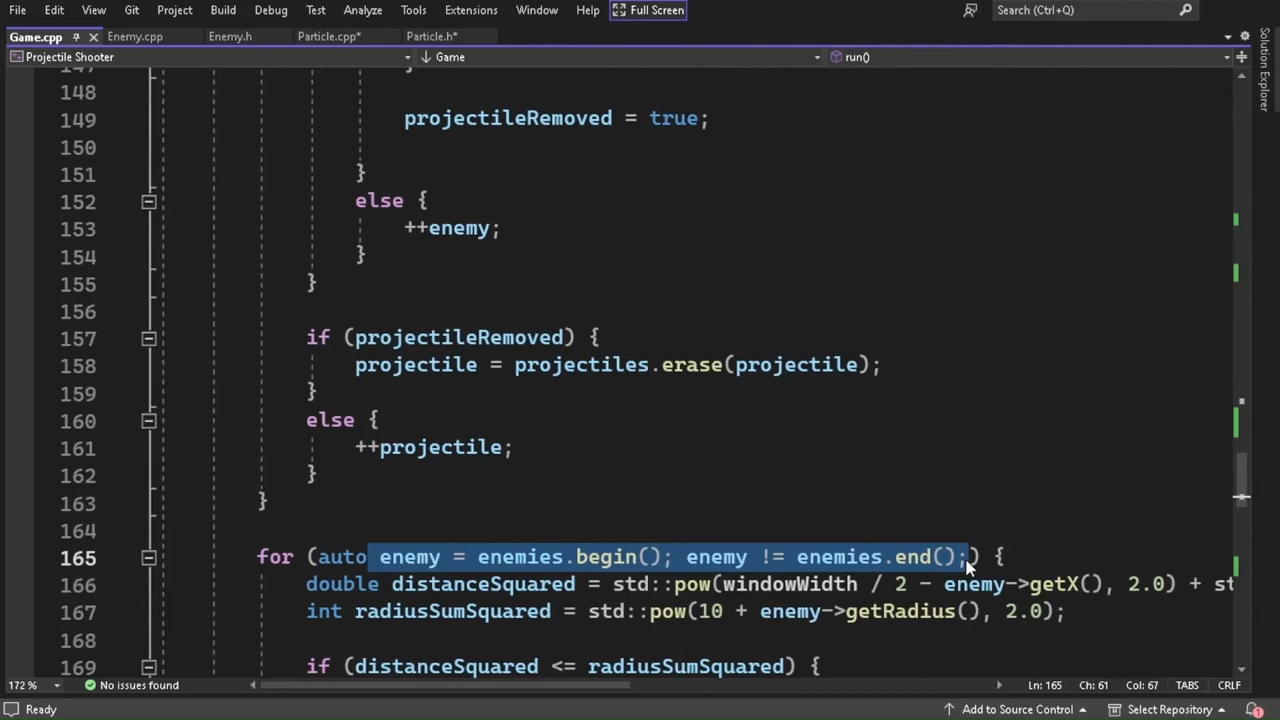 File Edit View Git Project Build Debug Test Analyze Tools Extensions Window Help Full Screen Search (Ctrl+Q)
Game.cpp Enemy.cpp Enemy.h Particle.cpp* Particle.h*
Projectile Shooter Game run()
Solution Explorer
147 }
148
149 projectileRemoved = true;
150
151 }
152 else {
153 ++enemy;
154 }
155 }
156
157 if (projectileRemoved) {
158 projectile = projectiles.erase(projectile);
159 }
160 else {
161 ++projectile;
162 }
163 }
164
165 for (auto enemy = enemies.begin(); enemy != enemies.end();) {
166 double distanceSquared = std::pow(windowWidth / 2 - enemy->getX(), 2.0) + st
167 int radiusSumSquared = std::pow(10 + enemy->getRadius(), 2.0);
168
169 if (distanceSquared <= radiusSumSquared) {
172 % No issues found Ln: 165 Ch: 61 Col: 67 TABS CRLF
Ready Add to Source Control Select Repository 1